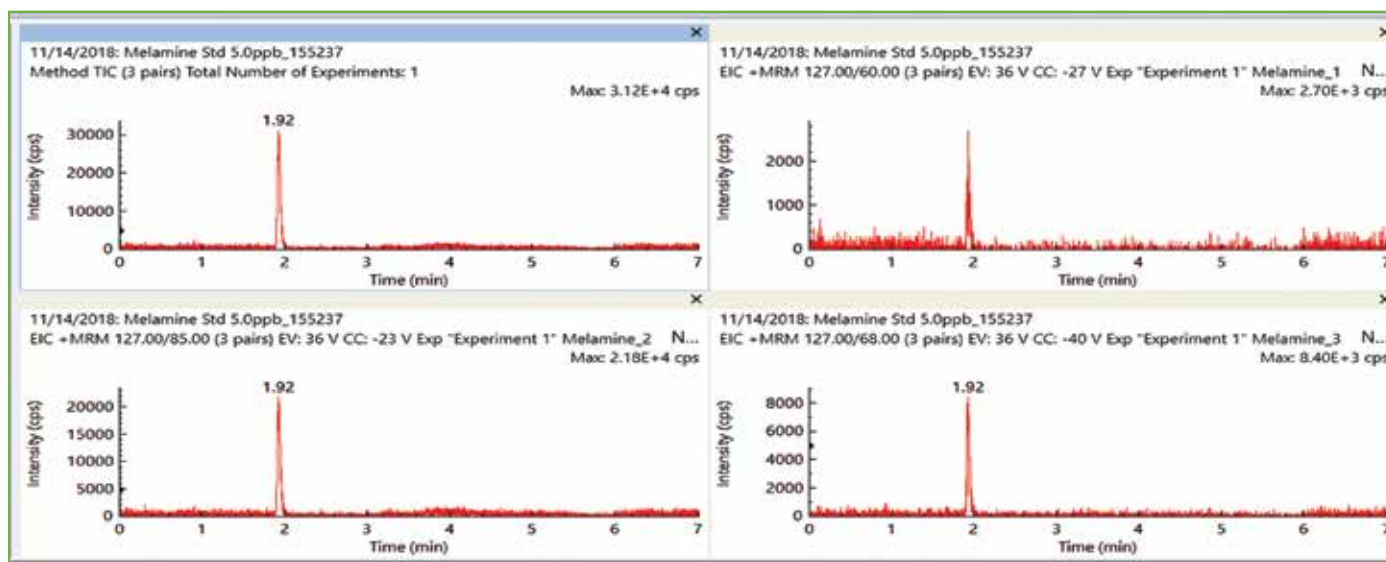 11/14/2018: Melamine Std 5.0ppb_155237
Method TIC (3 pairs) Total Number of Experiments: 1
Max: 3.12E+4 cps
1.92
30000
20000
10000
0
Intensity (cps)
0 1 2 3 4 5 6 7
Time (min)
11/14/2018: Melamine Std 5.0ppb_155237
EIC +MRM 127.00/60.00 (3 pairs) EV: 36 V CC: -27 V Exp "Experiment 1" Melamine_1 N...
Max: 2.70E+3 cps
2000
1000
0
Intensity (cps)
0 1 2 3 4 5 6 7
Time (min)
11/14/2018: Melamine Std 5.0ppb_155237
EIC +MRM 127.00/85.00 (3 pairs) EV: 36 V CC: -23 V Exp "Experiment 1" Melamine_2 N...
Max: 2.18E+4 cps
1.92
20000
15000
10000
5000
0
Intensity (cps)
0 1 2 3 4 5 6 7
Time (min)
11/14/2018: Melamine Std 5.0ppb_155237
EIC +MRM 127.00/68.00 (3 pairs) EV: 36 V CC: -40 V Exp "Experiment 1" Melamine_3 N...
Max: 8.40E+3 cps
1.92
8000
6000
4000
2000
0
Intensity (cps)
0 1 2 3 4 5 6 7
Time (min)